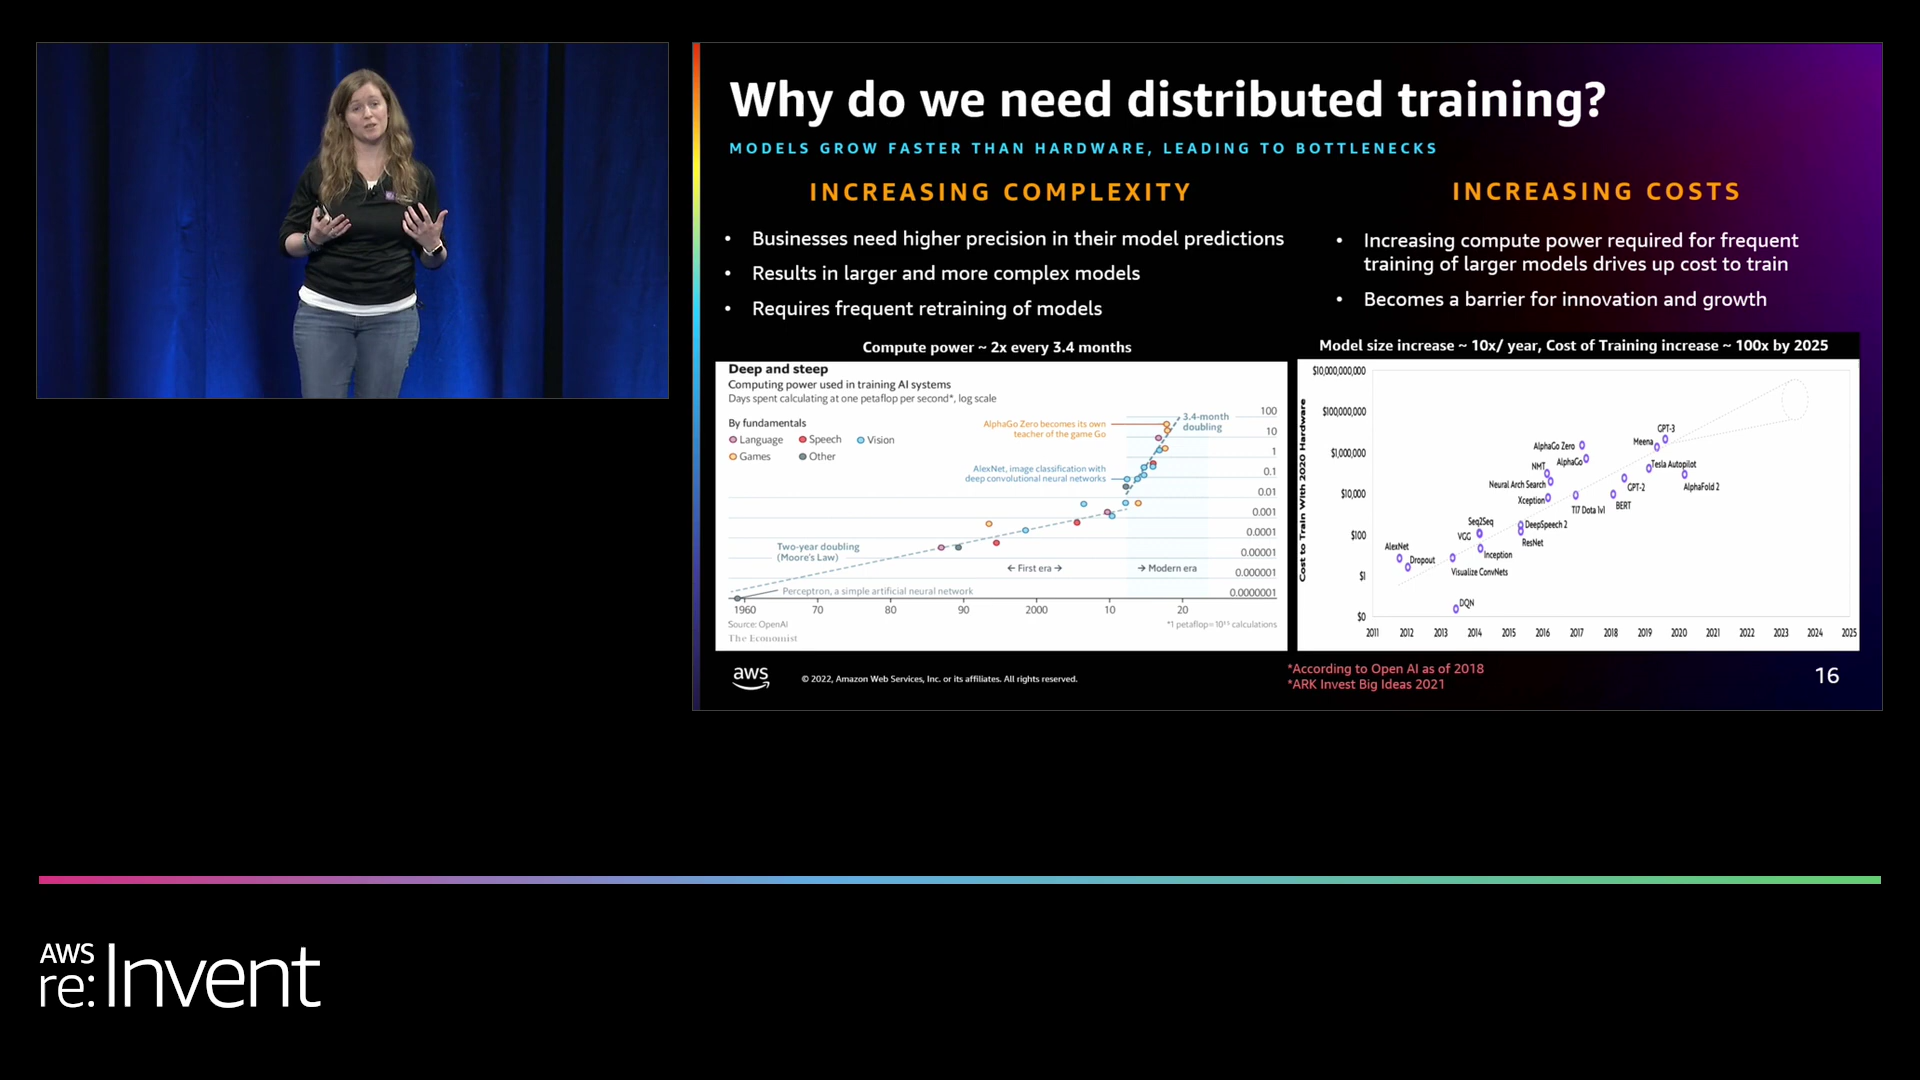 Why do we need distributed training?
MODELS GROW FASTER THAN HARDWARE, LEADING TO BOTTLENECKS
INCREASING COMPLEXITY
• Businesses need higher precision in their model predictions
• Results in larger and more complex models
• Requires frequent retraining of models
Compute power ~ 2x every 3.4 months
Deep and steep
Computing power used in training AI systems
Days spent calculating at one petaflop per second*, log scale
By fundamentals
Language Speech Vision
Games Other
AlphaGo Zero becomes its own
teacher of the game Go
3.4-month
doubling
AlexNet, image classification with
deep convolutional neural networks
Two-year doubling
(Moore's Law)
← First era →
→ Modern era
Perceptron, a simple artificial neural network
100
10
1
0.1
0.01
0.001
0.0001
0.00001
0.000001
0.0000001
1960 70 80 90 2000 10 20
Source: OpenAI
*1 petaflop=10¹⁵ calculations
The Economist
INCREASING COSTS
• Increasing compute power required for frequent
training of larger models drives up cost to train
• Becomes a barrier for innovation and growth
Model size increase ~ 10x/ year, Cost of Training increase ~ 100x by 2025
Cost to Train With 2020 Hardware
$10,000,000,000
$100,000,000
$1,000,000
$10,000
$100
$1
$0
GPT-3
Meena
AlphaGo Zero
AlphaGo
Tesla Autopilot
NMT
AlphaFold 2
Neural Arch Search
GPT-2
Xception
BERT
TI7 Dota 1v1
Seq2Seq
DeepSpeech 2
VGG
ResNet
AlexNet
Inception
Dropout
Visualize ConvNets
DQN
2011 2012 2013 2014 2015 2016 2017 2018 2019 2020 2021 2022 2023 2024 2025
aws
© 2022, Amazon Web Services, Inc. or its affiliates. All rights reserved.
*According to Open AI as of 2018
*ARK Invest Big Ideas 2021
16
AWS
re:Invent